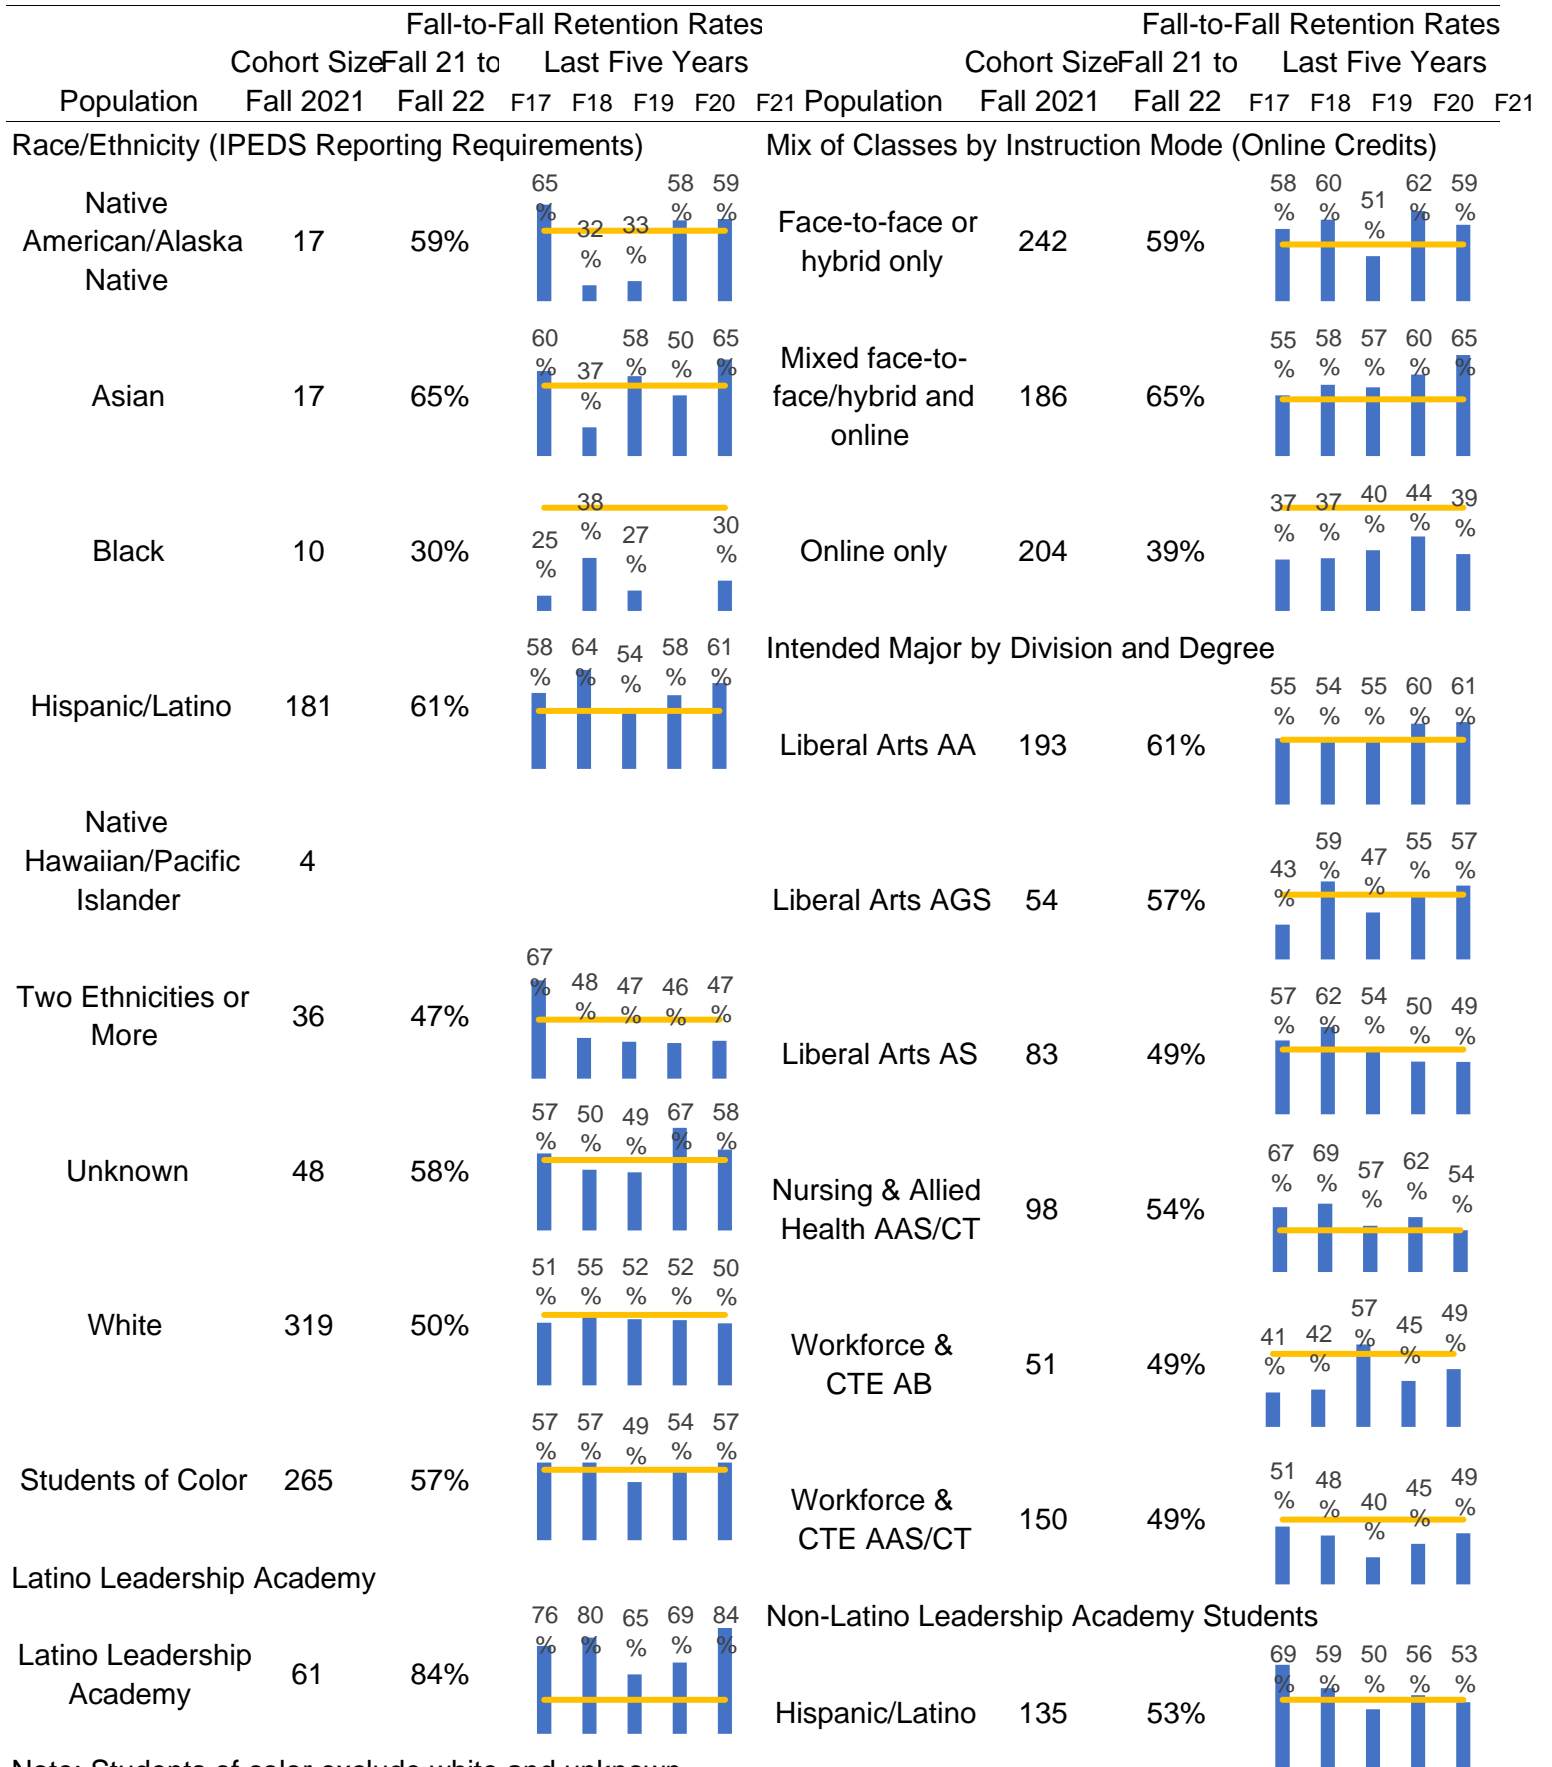 Fall-to-Fall Retention Rates
Cohort Size Fall 21 to Last Five Years
Population Fall 2021 Fall 22 F17 F18 F19 F20 F21
Race/Ethnicity (IPEDS Reporting Requirements)
65% 32% 33% 58% 59%
Native
American/Alaska 17 59%
Native
60% 37% 58% 50% 65%
Asian 17 65%
25% 38% 27% 30%
Black 10 30%
58% 64% 54% 58% 61%
Hispanic/Latino 181 61%
Native
Hawaiian/Pacific 4
Islander
67% 48% 47% 46% 47%
Two Ethnicities or
More 36 47%
57% 50% 49% 67% 58%
Unknown 48 58%
51% 55% 52% 52% 50%
White 319 50%
57% 57% 49% 54% 57%
Students of Color 265 57%
Latino Leadership Academy
76% 80% 65% 69% 84%
Latino Leadership
Academy 61 84%
Note: Students of color exclude white and unknown
Fall-to-Fall Retention Rates
Cohort Size Fall 21 to Last Five Years
Population Fall 2021 Fall 22 F17 F18 F19 F20 F21
Mix of Classes by Instruction Mode (Online Credits)
58% 60% 51% 62% 59%
Face-to-face or
hybrid only 242 59%
55% 58% 57% 60% 65%
Mixed face-to-
face/hybrid and 186 65%
online
37% 37% 40% 44% 39%
Online only 204 39%
Intended Major by Division and Degree
55% 54% 55% 60% 61%
Liberal Arts AA 193 61%
43% 59% 47% 55% 57%
Liberal Arts AGS 54 57%
57% 62% 54% 50% 49%
Liberal Arts AS 83 49%
67% 69% 57% 62% 54%
Nursing & Allied
Health AAS/CT 98 54%
41% 42% 57% 45% 49%
Workforce &
CTE AB 51 49%
51% 48% 40% 45% 49%
Workforce &
CTE AAS/CT 150 49%
Non-Latino Leadership Academy Students
69% 59% 50% 56% 53%
Hispanic/Latino 135 53%